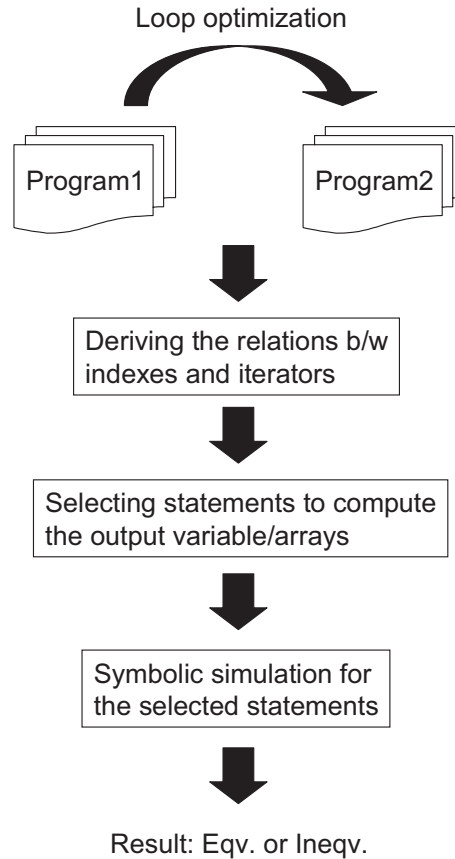 Loop optimization
Program1
Program2
Deriving the relations b/w
indexes and iterators
Selecting statements to compute
the output variable/arrays
Symbolic simulation for
the selected statements
Result: Eqv. or Ineqv.